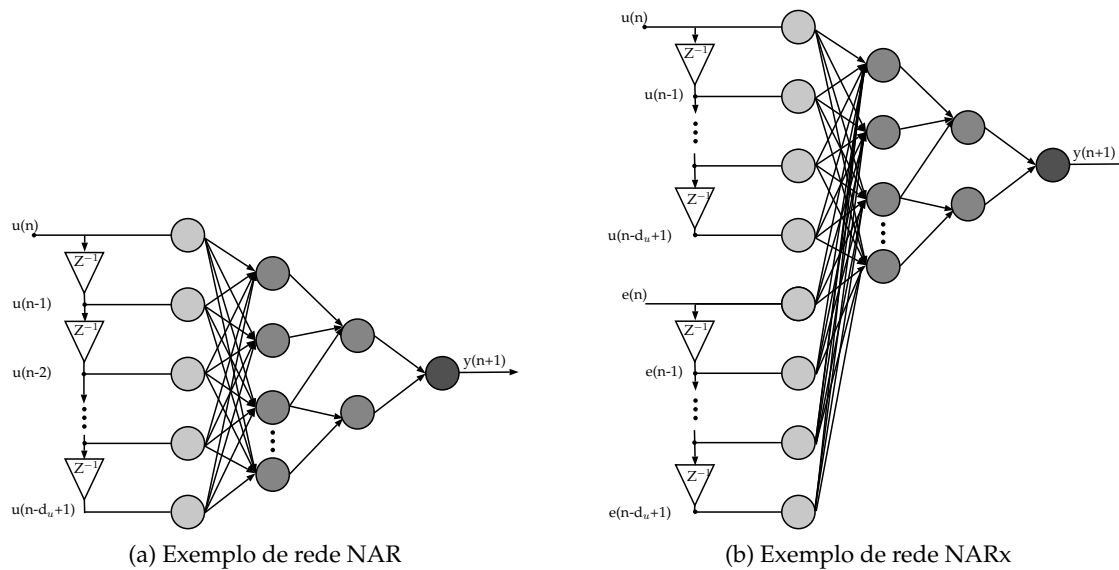 u(n)
Z⁻¹
u(n-1)
Z⁻¹
u(n-2)
Z⁻¹
u(n-dᵤ+1)
y(n+1)
(a) Exemplo de rede NAR
u(n)
Z⁻¹
u(n-1)
Z⁻¹
u(n-dᵤ+1)
e(n)
Z⁻¹
e(n-1)
Z⁻¹
e(n-dᵤ+1)
y(n+1)
(b) Exemplo de rede NARx